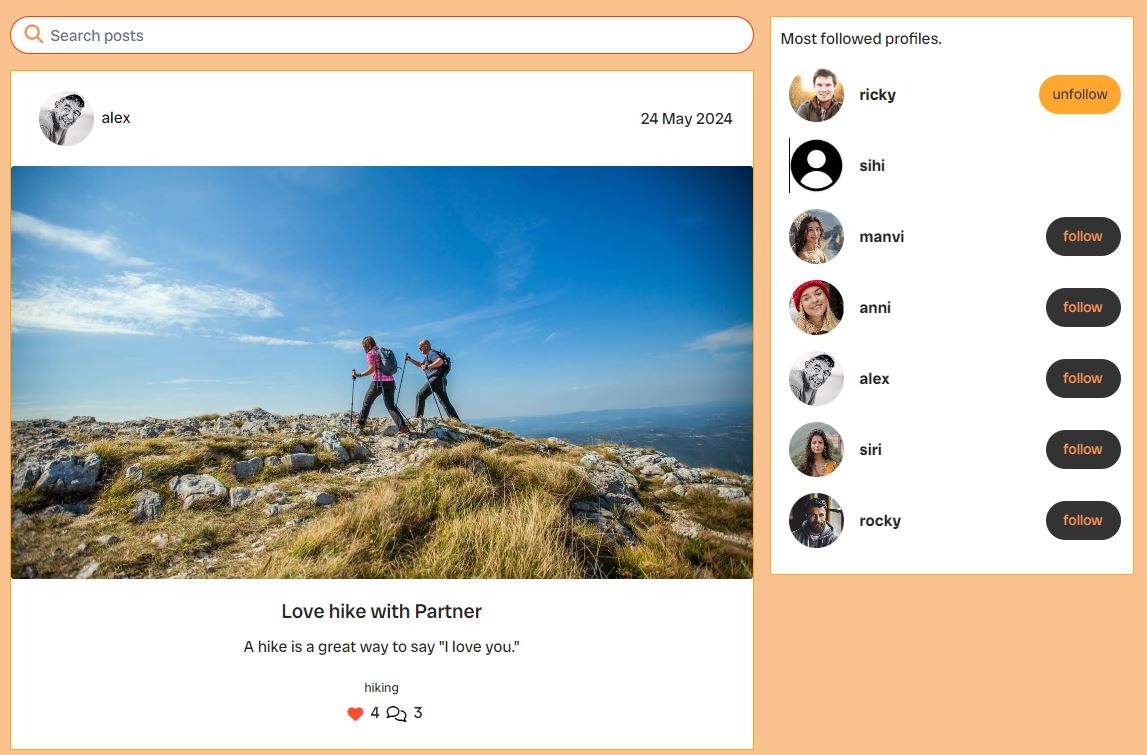 Search posts
alex
24 May 2024
Love hike with Partner
A hike is a great way to say "I love you."
hiking
4 3
Most followed profiles.
ricky unfollow
sihi
manvi follow
anni follow
alex follow
siri follow
rocky follow